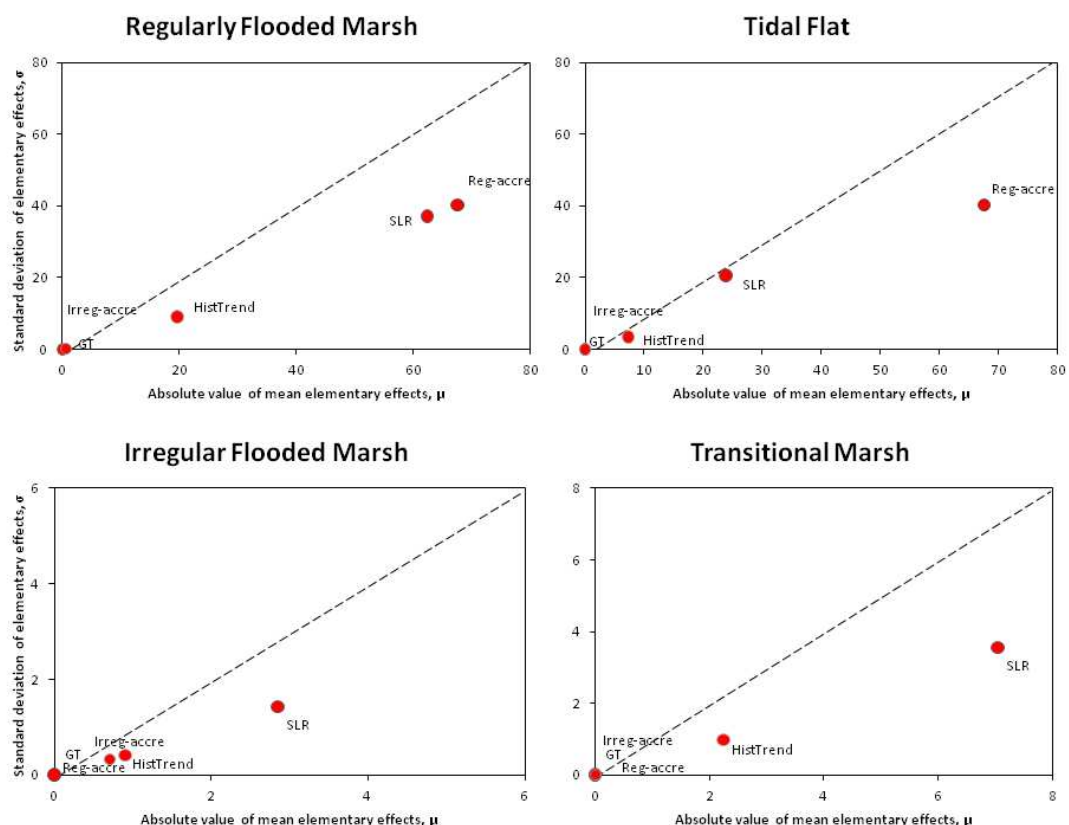 Regularly Flooded Marsh
Standard deviation of elementary effects, σ
80
60
40
20
0
Reg-accre
SLR
Irreg-accre
HistTrend
GT
0 20 40 60 80
Absolute value of mean elementary effects, μ
Tidal Flat
80
60
40
20
0
Reg-accre
SLR
Irreg-accre
HistTrend
GT
0 10 20 30 40 50 60 70 80
Absolute value of mean elementary effects, μ
Irregular Flooded Marsh
Standard deviation of elementary effects, σ
6
4
2
0
SLR
Irreg-accre
GT
HistTrend
Reg-accre
0 2 4 6
Absolute value of mean elementary effects, μ
Transitional Marsh
8
6
4
2
0
SLR
Irreg-accre
HistTrend
GT
Reg-accre
0 2 4 6 8
Absolute value of mean elementary effects, μ